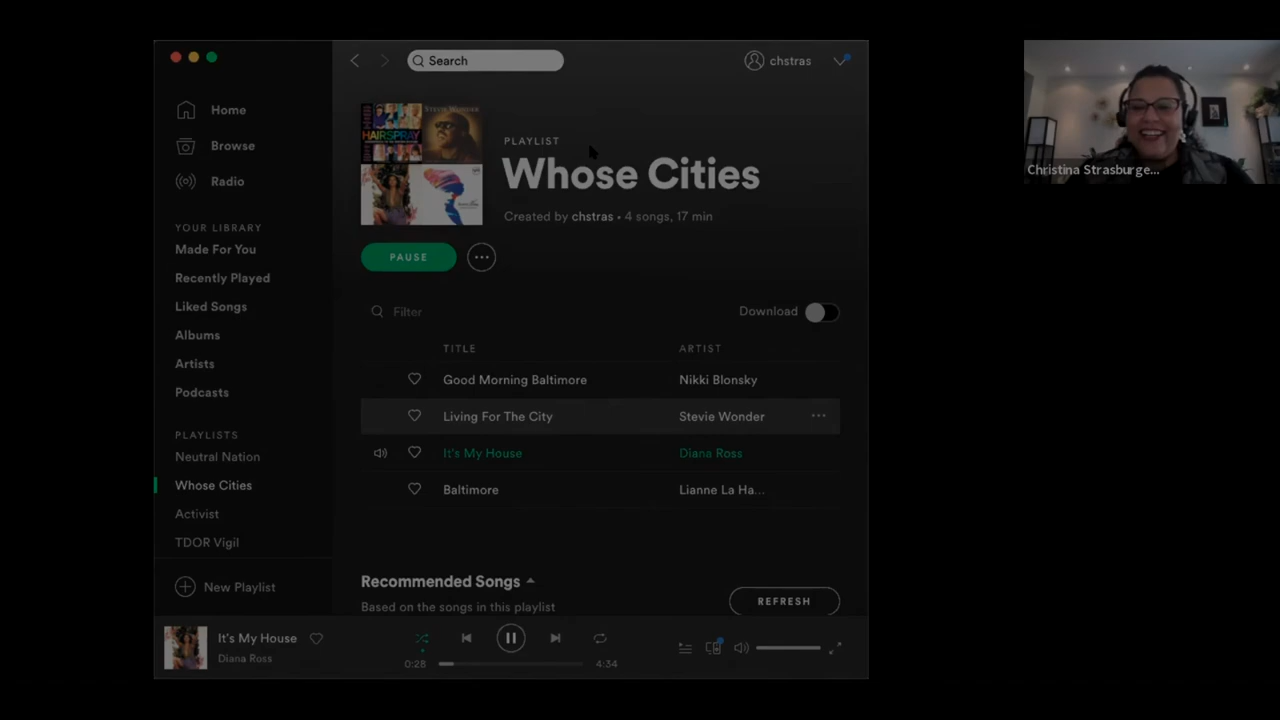 Search
chstras
Home
Browse
Radio
YOUR LIBRARY
Made For You
Recently Played
Liked Songs
Albums
Artists
Podcasts
PLAYLISTS
Neutral Nation
Whose Cities
Activist
TDOR Vigil
New Playlist
HAIRSPRAY
STEVIE WONDER
PLAYLIST
Whose Cities
Created by chstras • 4 songs, 17 min
PAUSE
Filter
Download
TITLE ARTIST
Good Morning Baltimore Nikki Blonsky
Living For The City Stevie Wonder
It's My House Diana Ross
Baltimore Lianne La Ha...
Recommended Songs
Based on the songs in this playlist
REFRESH
It's My House
Diana Ross
0:28 4:34
Christina Strasburge...